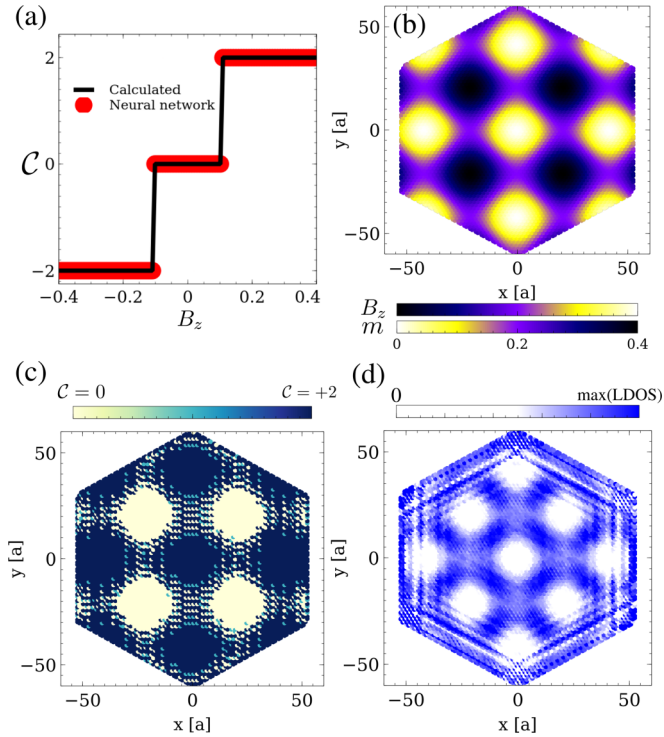 (a)
2
0
−2
𝒞
Calculated
Neural network
−0.4
−0.2
0
0.2
0.4
B_z
(b)
50
0
−50
y [a]
−50
0
50
x [a]
B_z
m
0
0.2
0.4
(c)
𝒞 = 0
𝒞 = +2
50
0
−50
y [a]
−50
0
50
x [a]
(d)
0
max(LDOS)
50
0
−50
y [a]
−50
0
50
x [a]